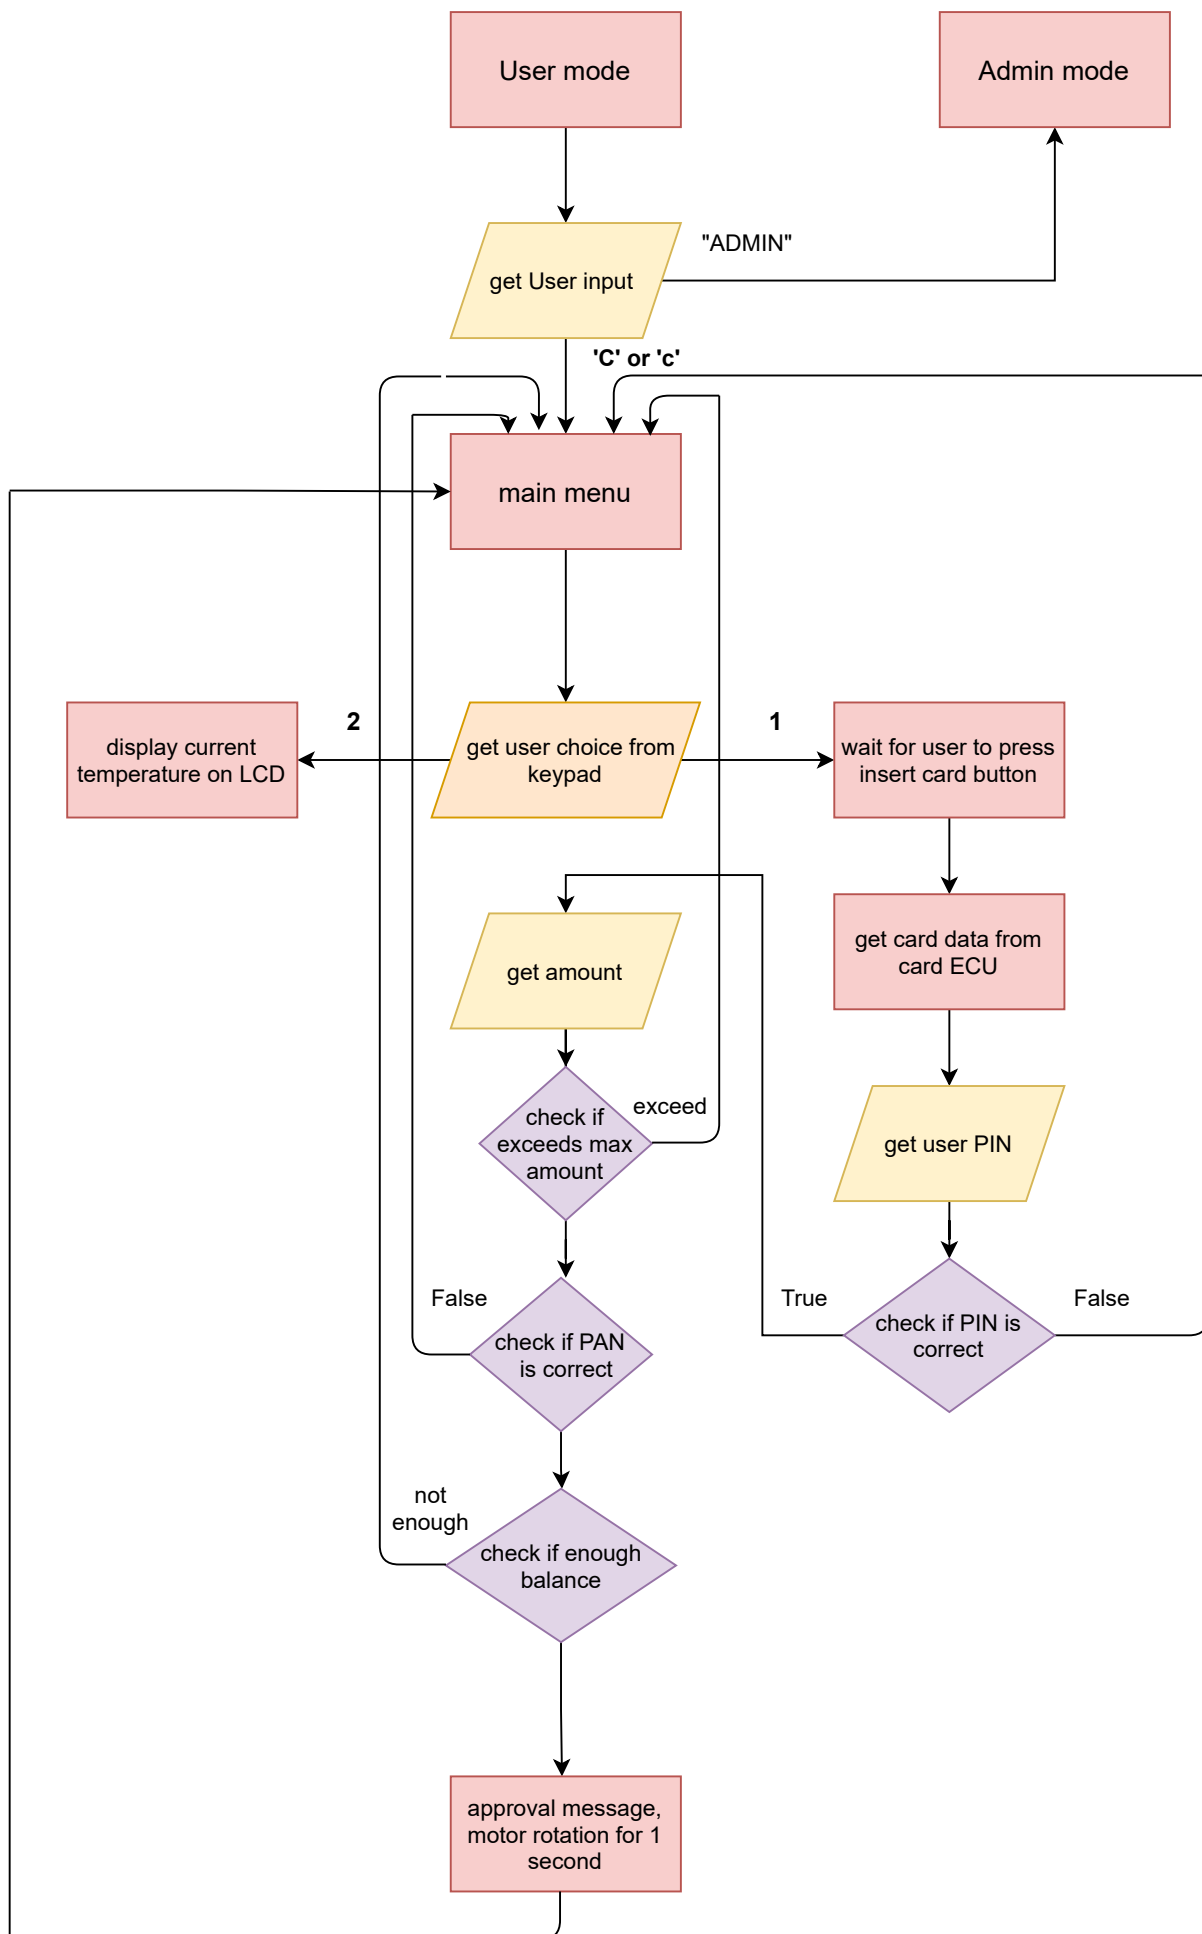 User mode
Admin mode
"ADMIN"
get User input
'C' or 'c'
main menu
2
1
display current
temperature on LCD
get user choice from
keypad
wait for user to press
insert card button
get card data from
card ECU
get amount
check if
exceeds max
amount
exceed
get user PIN
False
True
False
check if PAN
is correct
check if PIN is
correct
not
enough
check if enough
balance
approval message,
motor rotation for 1
second